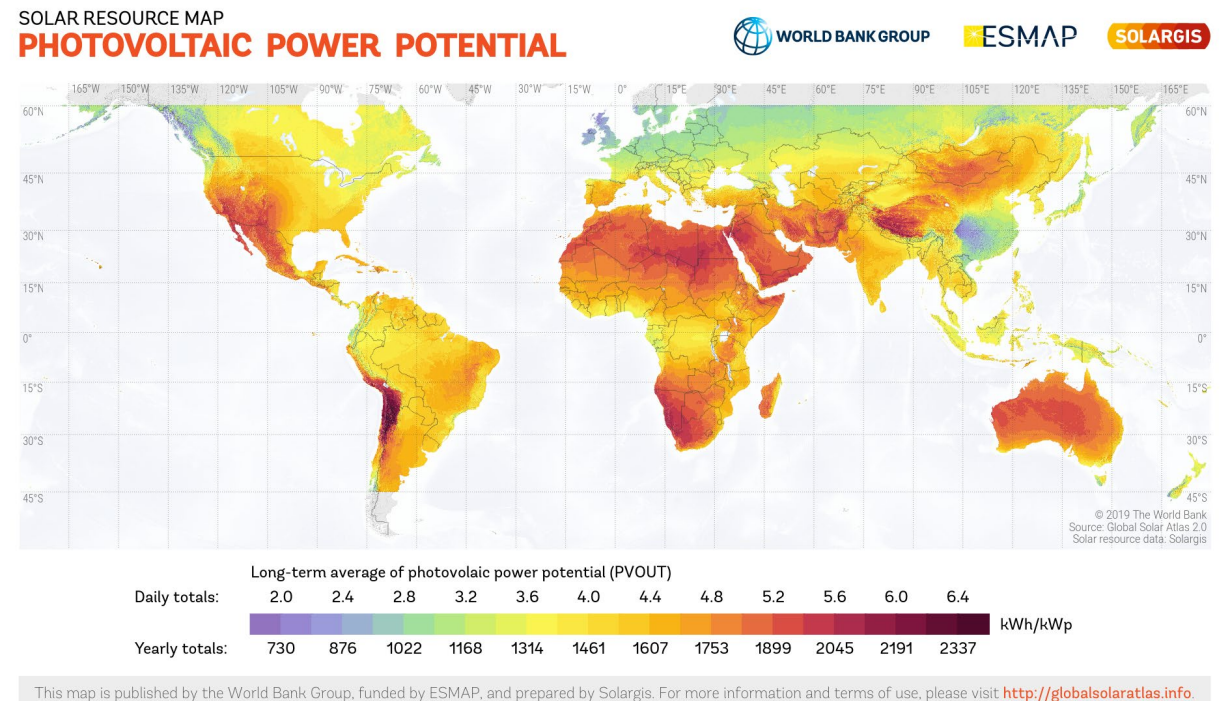 SOLAR RESOURCE MAP
PHOTOVOLTAIC POWER POTENTIAL
WORLD BANK GROUP
ESMAP
SOLARGIS
165°W 150°W 135°W 120°W 105°W 90°W 75°W 60°W 45°W 30°W 15°W 0° 15°E 30°E 45°E 60°E 75°E 90°E 105°E 120°E 135°E 150°E 165°E
60°N 60°N
45°N 45°N
30°N 30°N
15°N 15°N
0° 0°
15°S 15°S
30°S 30°S
45°S 45°S
© 2019 The World Bank
Source: Global Solar Atlas 2.0
Solar resource data: Solargis
Long-term average of photovolaic power potential (PVOUT)
Daily totals: 2.0 2.4 2.8 3.2 3.6 4.0 4.4 4.8 5.2 5.6 6.0 6.4
kWh/kWp
Yearly totals: 730 876 1022 1168 1314 1461 1607 1753 1899 2045 2191 2337
This map is published by the World Bank Group, funded by ESMAP, and prepared by Solargis. For more information and terms of use, please visit http://globalsolaratlas.info.